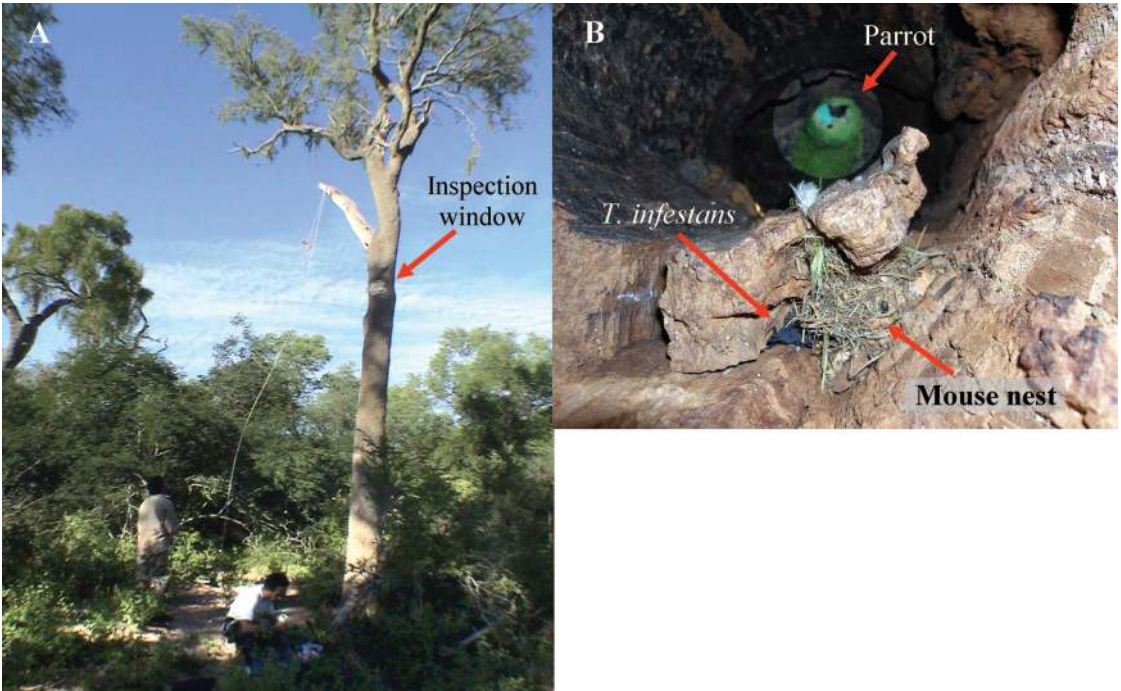 A
Inspection
window
B
Parrot
T. infestans
Mouse nest